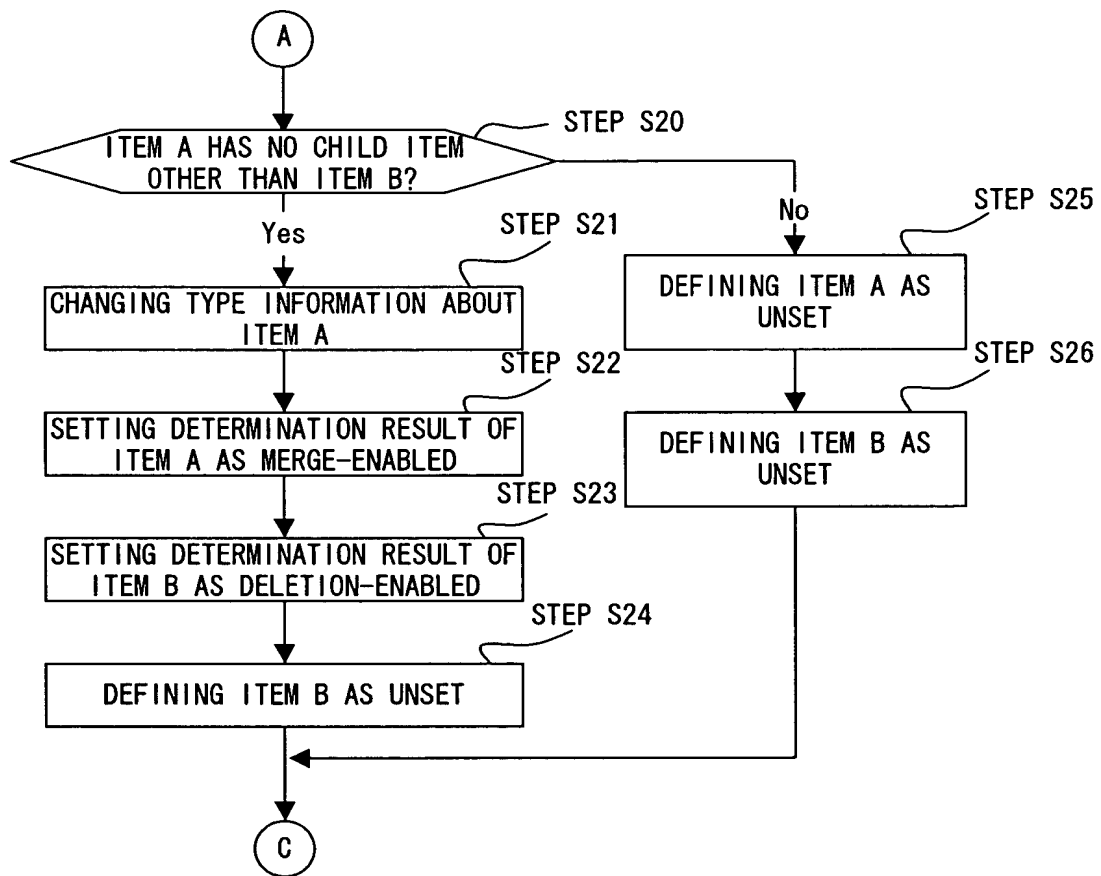 A
STEP S20
ITEM A HAS NO CHILD ITEM
OTHER THAN ITEM B?
Yes
No
STEP S21
CHANGING TYPE INFORMATION ABOUT
ITEM A
STEP S22
SETTING DETERMINATION RESULT OF
ITEM A AS MERGE-ENABLED
STEP S23
SETTING DETERMINATION RESULT OF
ITEM B AS DELETION-ENABLED
STEP S24
DEFINING ITEM B AS UNSET
STEP S25
DEFINING ITEM A AS
UNSET
STEP S26
DEFINING ITEM B AS
UNSET
C